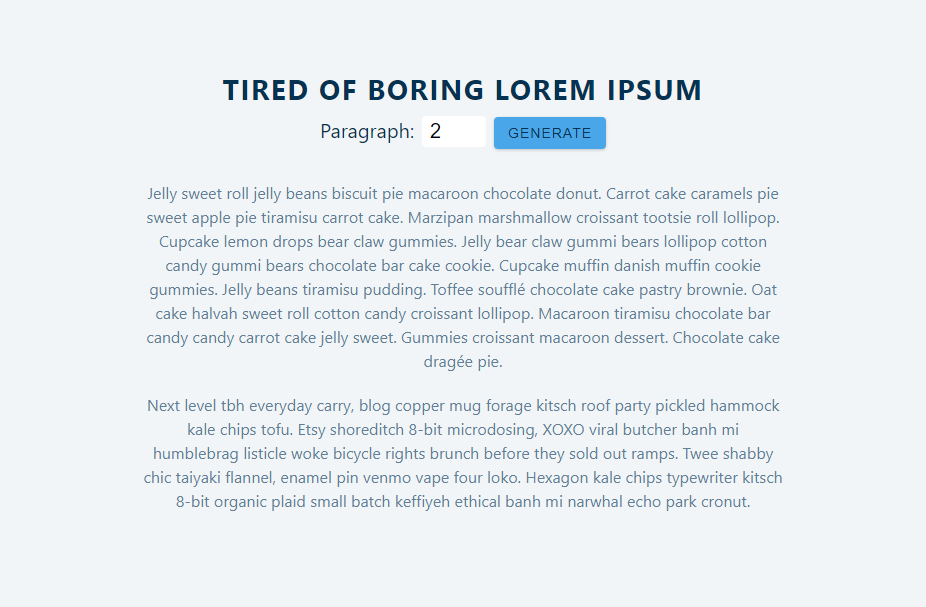 TIRED OF BORING LOREM IPSUM
Paragraph: 2 GENERATE
Jelly sweet roll jelly beans biscuit pie macaroon chocolate donut. Carrot cake caramels pie
sweet apple pie tiramisu carrot cake. Marzipan marshmallow croissant tootsie roll lollipop.
Cupcake lemon drops bear claw gummies. Jelly bear claw gummi bears lollipop cotton
candy gummi bears chocolate bar cake cookie. Cupcake muffin danish muffin cookie
gummies. Jelly beans tiramisu pudding. Toffee soufflé chocolate cake pastry brownie. Oat
cake halvah sweet roll cotton candy croissant lollipop. Macaroon tiramisu chocolate bar
candy candy carrot cake jelly sweet. Gummies croissant macaroon dessert. Chocolate cake
dragée pie.
Next level tbh everyday carry, blog copper mug forage kitsch roof party pickled hammock
kale chips tofu. Etsy shoreditch 8-bit microdosing, XOXO viral butcher banh mi
humblebrag listicle woke bicycle rights brunch before they sold out ramps. Twee shabby
chic taiyaki flannel, enamel pin venmo vape four loko. Hexagon kale chips typewriter kitsch
8-bit organic plaid small batch keffiyeh ethical banh mi narwhal echo park cronut.